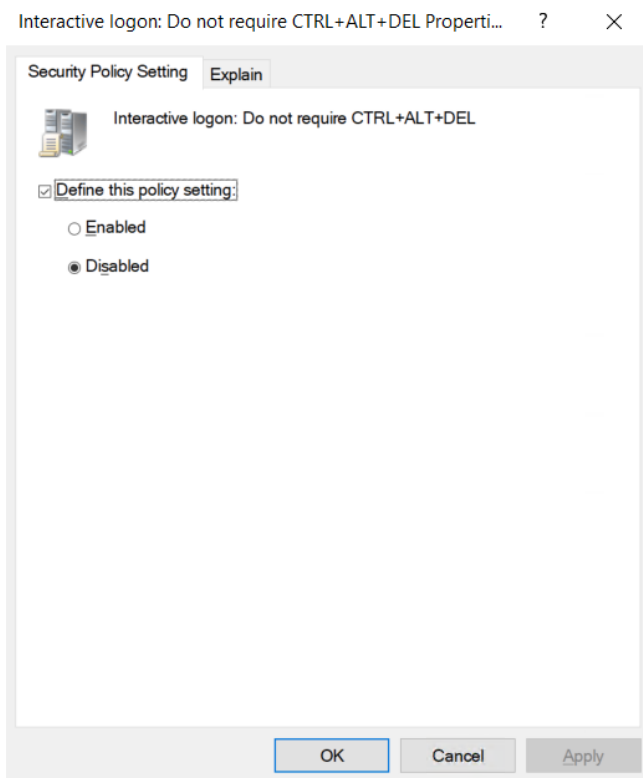 Interactive logon: Do not require CTRL+ALT+DEL Properti... ?
Security Policy Setting Explain
Interactive logon: Do not require CTRL+ALT+DEL
Define this policy setting:
Enabled
Disabled
OK Cancel Apply